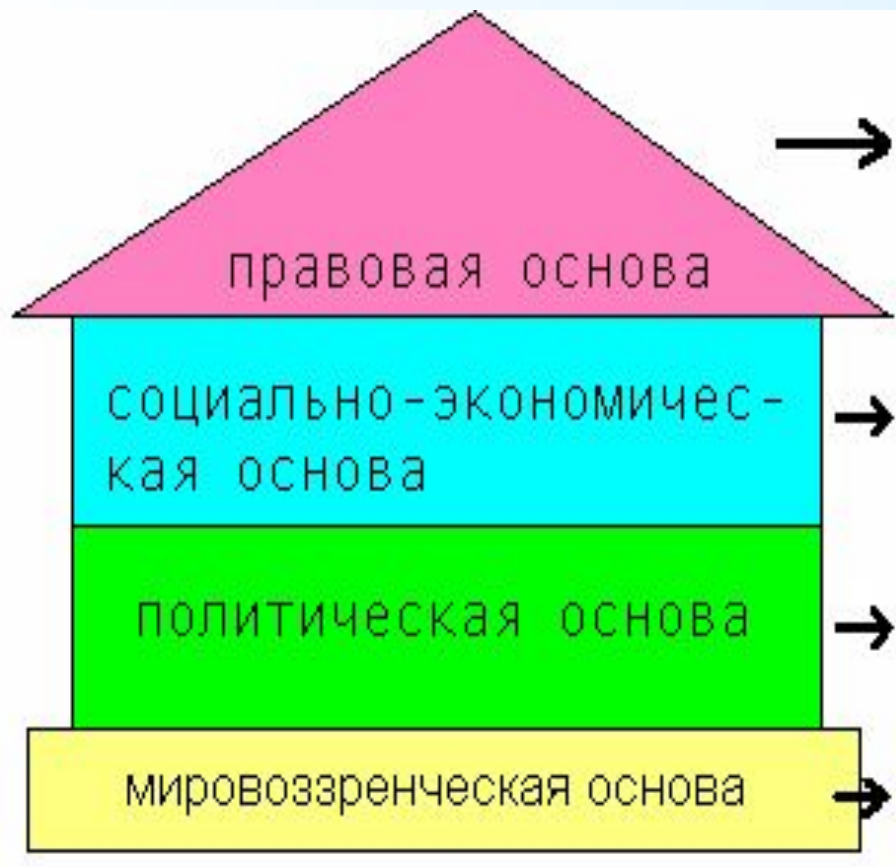 правовая основа
социально-экономичес-
кая основа
политическая основа
мировоззренческая основа